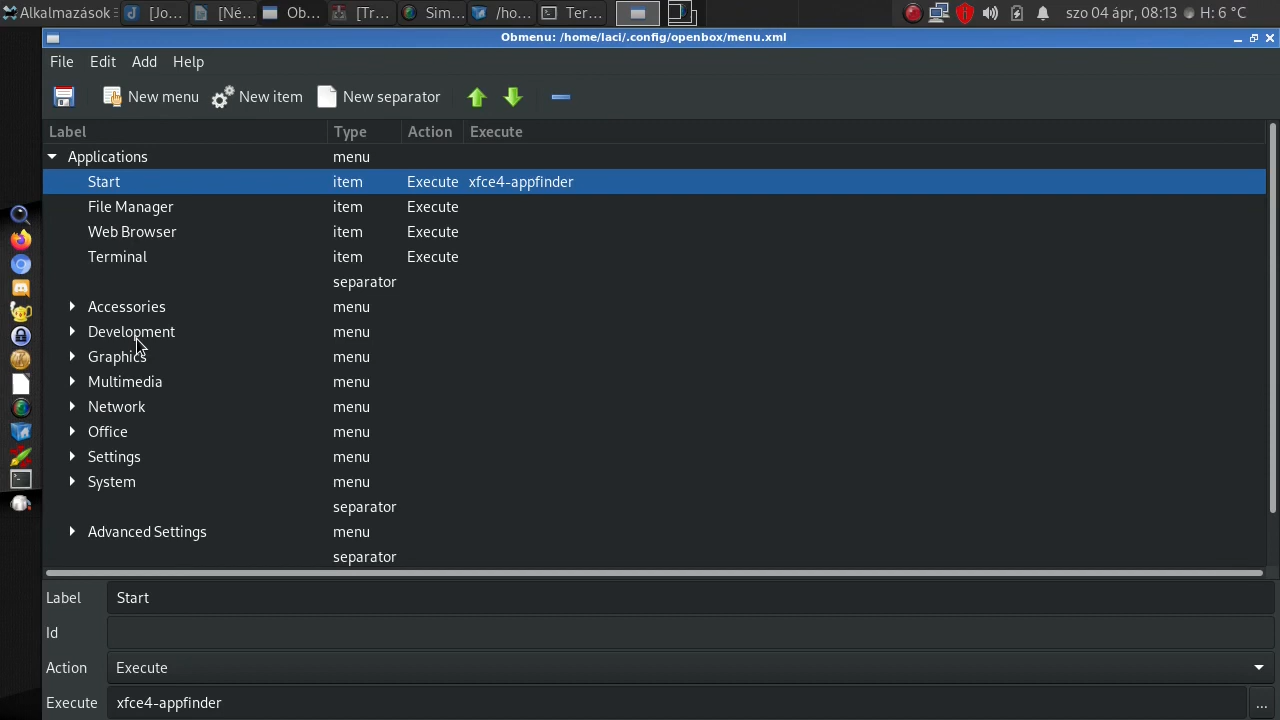 Alkalmazások [Jo... [Né... Ob... [Tr... Sim... /ho... Ter... szo 04 ápr, 08:13 H: 6 °C
Obmenu: /home/laci/.config/openbox/menu.xml
File Edit Add Help
New menu New item New separator
Label Type Action Execute
Applications menu
Start item Execute xfce4-appfinder
File Manager item Execute
Web Browser item Execute
Terminal item Execute
separator
Accessories menu
Development menu
Graphics menu
Multimedia menu
Network menu
Office menu
Settings menu
System menu
separator
Advanced Settings menu
separator
Label Start
Id
Action Execute
Execute xfce4-appfinder ...